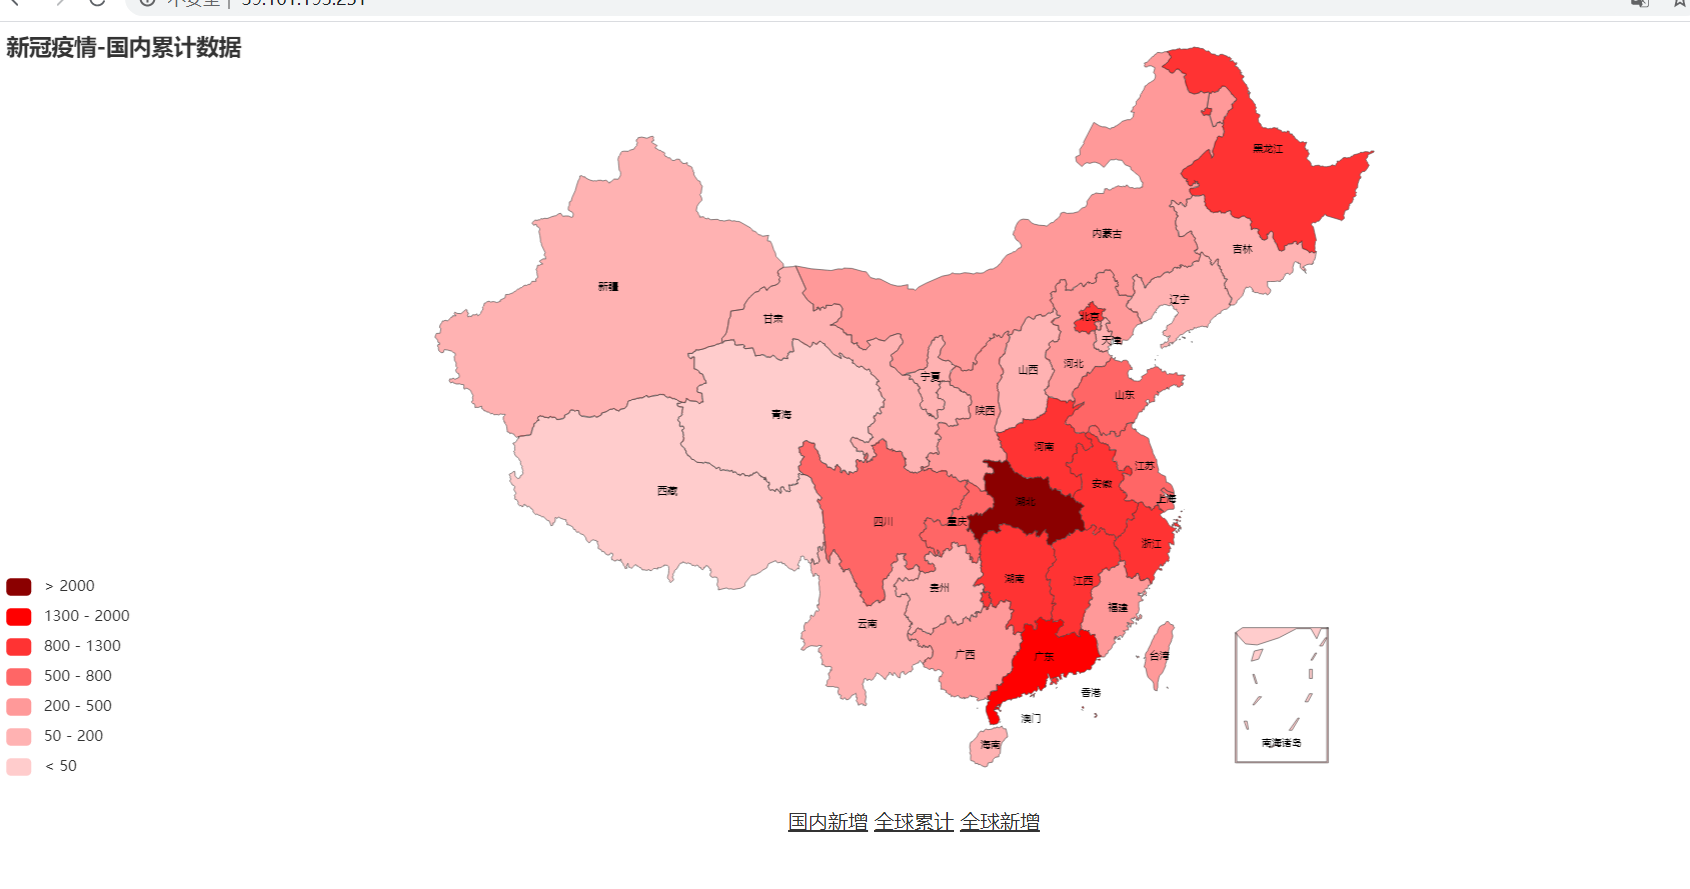 不安全
新冠疫情-国内累计数据
黑龙江
内蒙古
吉林
新疆
辽宁
甘肃
北京
天津
河北
山西
宁夏
山东
陕西
青海
河南
江苏
安徽
西藏
上海
湖北
四川
重庆
浙江
湖南
江西
贵州
福建
云南
广西
广东
台湾
香港
澳门
海南
南海诸岛
> 2000
1300 - 2000
800 - 1300
500 - 800
200 - 500
50 - 200
< 50
国内新增 全球累计 全球新增